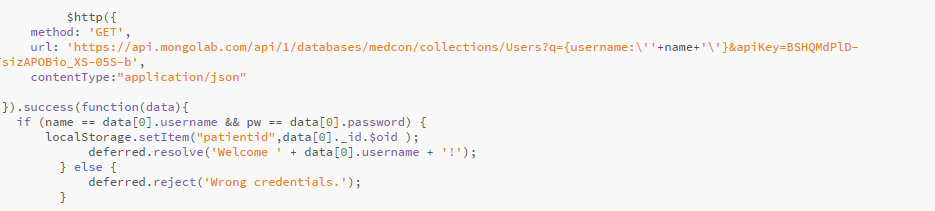 $http({
method: 'GET',
url: 'https://api.mongolab.com/api/1/databases/medcon/collections/Users?q={username:\''+name+'\'}&apiKey=BSHQMdPlD-
TsizAPOBio_XS-05S-b',
contentType:"application/json"
}).success(function(data){
if (name == data[0].username && pw == data[0].password) {
localStorage.setItem("patientid",data[0]._id.$oid );
deferred.resolve('Welcome ' + data[0].username + '!');
} else {
deferred.reject('Wrong credentials.');
}